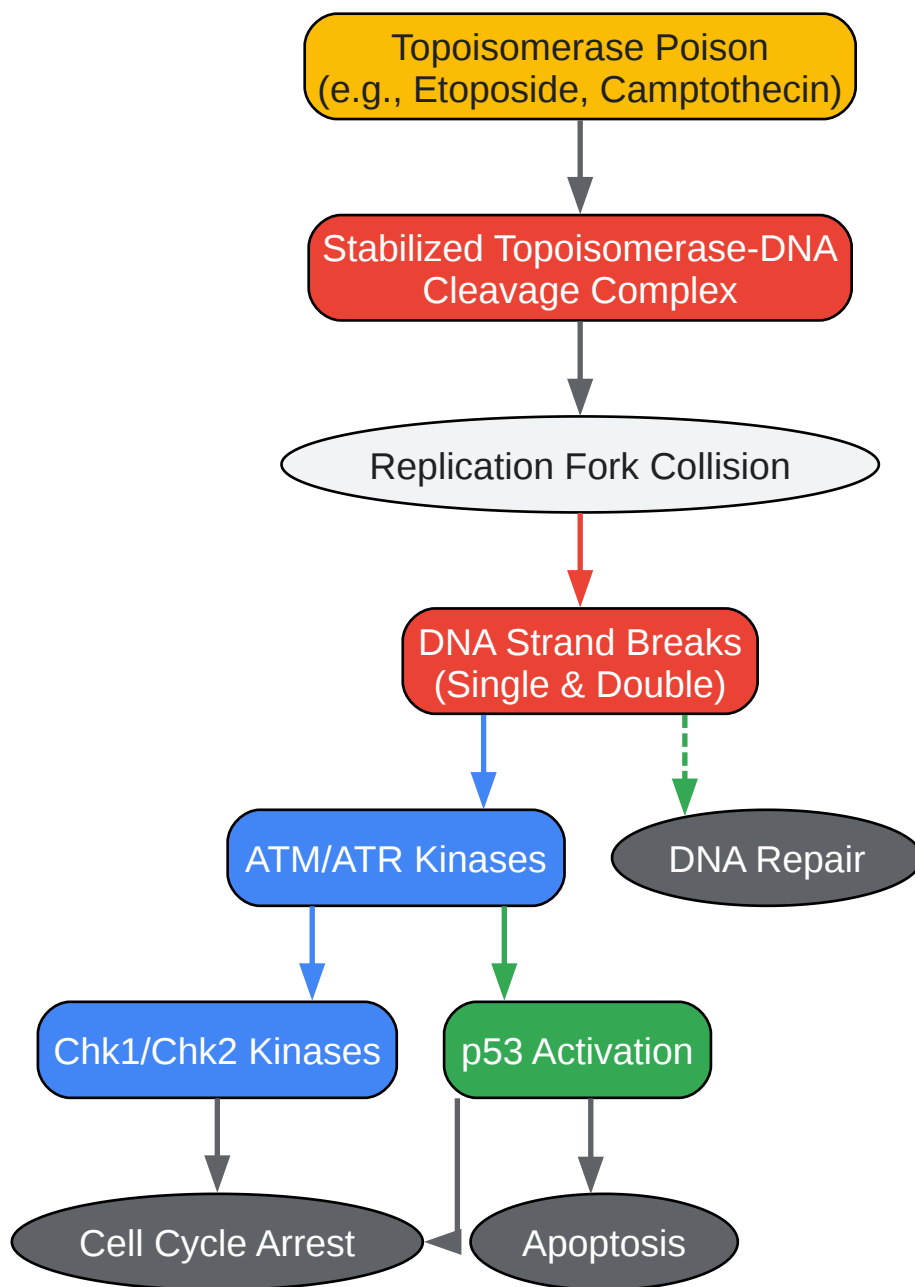 Topoisomerase Poison
(e.g., Etoposide, Camptothecin)
Stabilized Topoisomerase-DNA
Cleavage Complex
Replication Fork Collision
DNA Strand Breaks
(Single & Double)
ATM/ATR Kinases
DNA Repair
Chk1/Chk2 Kinases
p53 Activation
Cell Cycle Arrest
Apoptosis